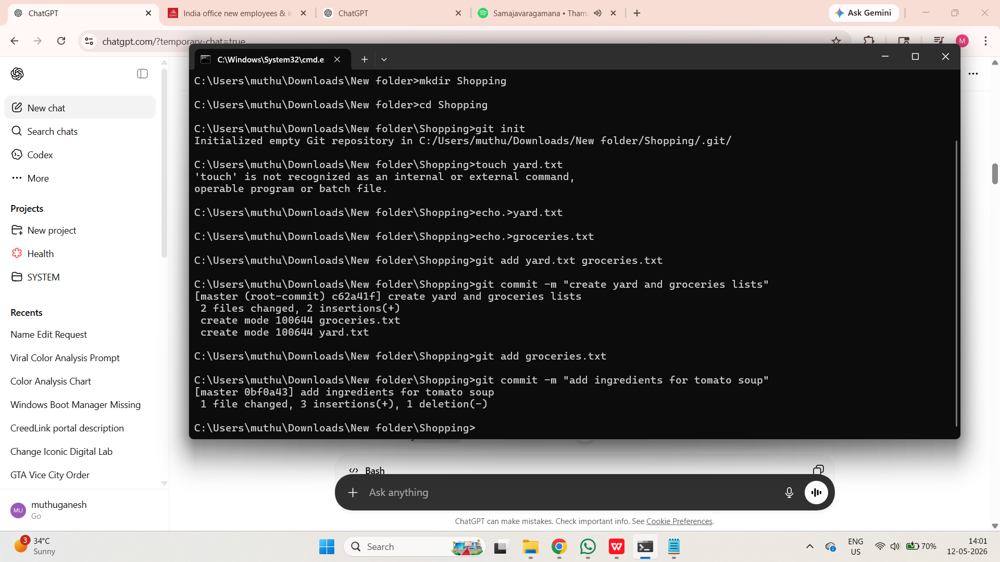 ChatGPT
India office new employees & in
ChatGPT
Samajavaragamana • Thama
Ask Gemini
chatgpt.com/?temporary-chat=true
M
C:\Windows\System32\cmd.e
New chat
Search chats
Codex
More
Projects
New project
Health
SYSTEM
Recents
Name Edit Request
Viral Color Analysis Prompt
Color Analysis Chart
Windows Boot Manager Missing
CreedLink portal description
Change Iconic Digital Lab
GTA Vice City Order
MU
muthuganesh
Go
C:\Users\muthu\Downloads\New folder>mkdir Shopping
C:\Users\muthu\Downloads\New folder>cd Shopping
C:\Users\muthu\Downloads\New folder\Shopping>git init
Initialized empty Git repository in C:/Users/muthu/Downloads/New folder/Shopping/.git/
C:\Users\muthu\Downloads\New folder\Shopping>touch yard.txt
'touch' is not recognized as an internal or external command,
operable program or batch file.
C:\Users\muthu\Downloads\New folder\Shopping>echo.>yard.txt
C:\Users\muthu\Downloads\New folder\Shopping>echo.>groceries.txt
C:\Users\muthu\Downloads\New folder\Shopping>git add yard.txt groceries.txt
C:\Users\muthu\Downloads\New folder\Shopping>git commit -m "create yard and groceries lists"
[master (root-commit) c62a41f] create yard and groceries lists
 2 files changed, 2 insertions(+)
 create mode 100644 groceries.txt
 create mode 100644 yard.txt
C:\Users\muthu\Downloads\New folder\Shopping>git add groceries.txt
C:\Users\muthu\Downloads\New folder\Shopping>git commit -m "add ingredients for tomato soup"
[master 0bf0a43] add ingredients for tomato soup
 1 file changed, 3 insertions(+), 1 deletion(-)
C:\Users\muthu\Downloads\New folder\Shopping>
Bash
Ask anything
ChatGPT can make mistakes. Check important info. See Cookie Preferences.
3
34°C
Sunny
Search
ENG
US
70%
14:01
12-05-2026